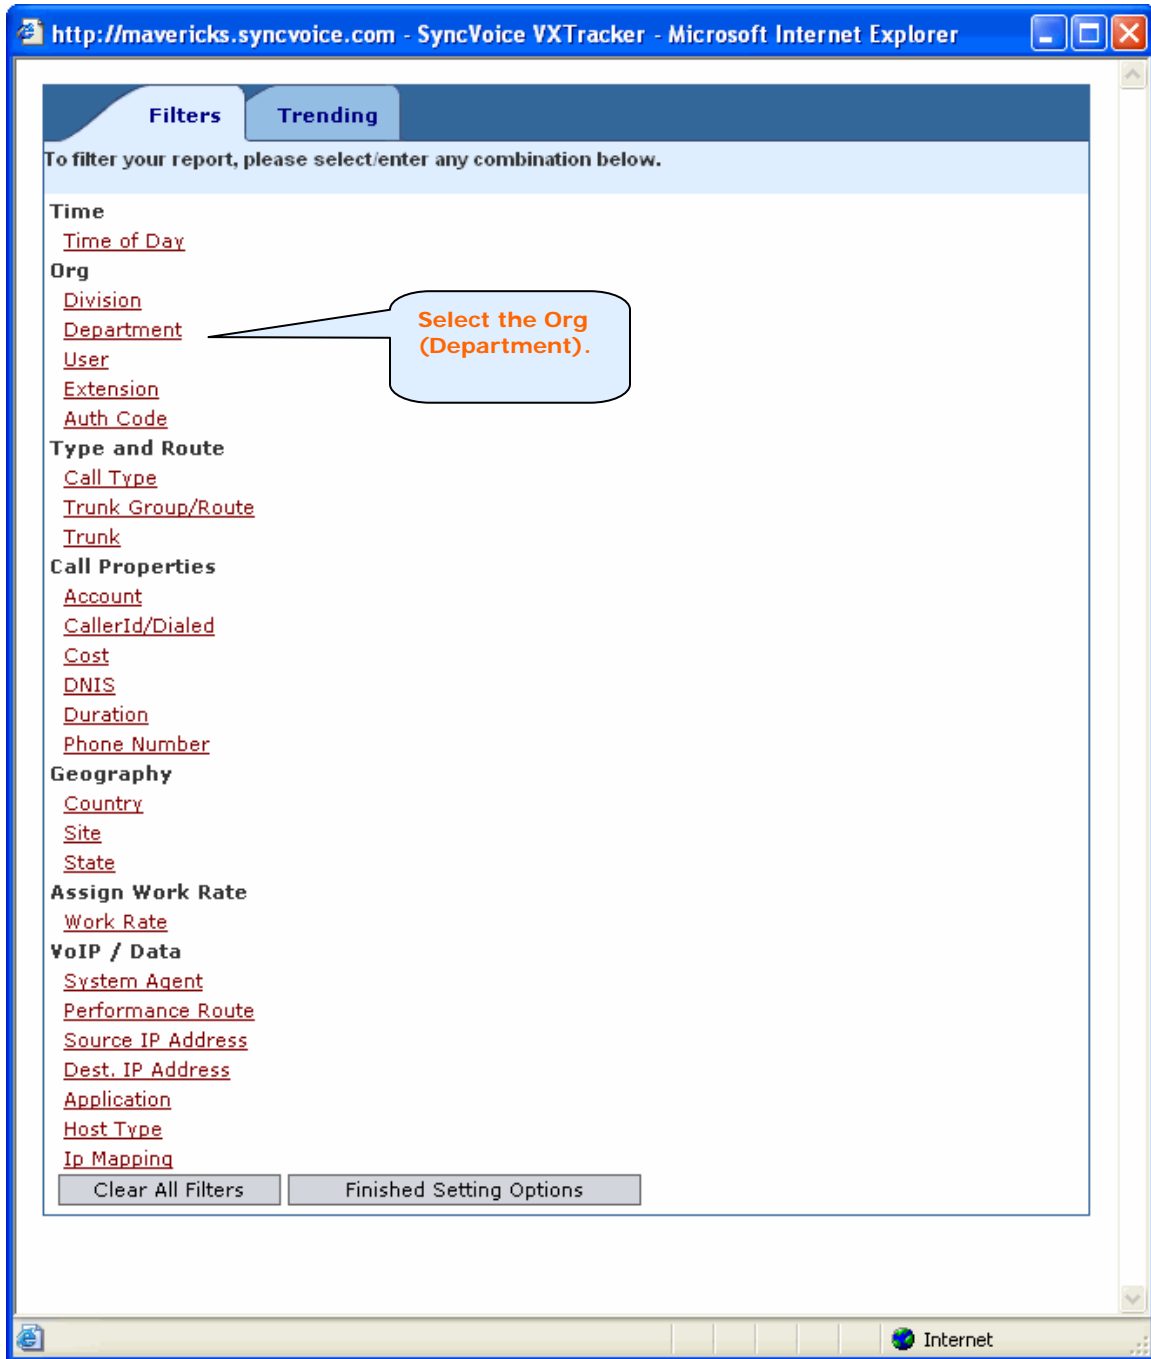 http://mavericks.syncvoice.com - SyncVoice VXTracker - Microsoft Internet Explorer
Filters
Trending
To filter your report, please select/enter any combination below.
Time
Time of Day
Org
Division
Department
User
Extension
Auth Code
Select the Org
(Department).
Type and Route
Call Type
Trunk Group/Route
Trunk
Call Properties
Account
CallerId/Dialed
Cost
DNIS
Duration
Phone Number
Geography
Country
Site
State
Assign Work Rate
Work Rate
VoIP / Data
System Agent
Performance Route
Source IP Address
Dest. IP Address
Application
Host Type
Ip Mapping
Clear All Filters
Finished Setting Options
Internet